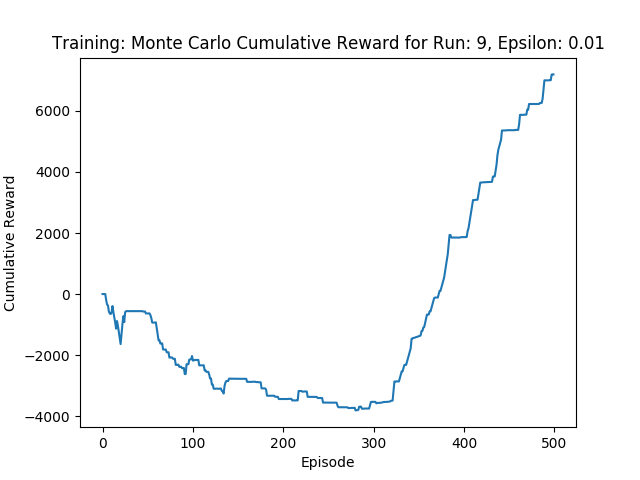 Training: Monte Carlo Cumulative Reward for Run: 9, Epsilon: 0.01
6000
4000
2000
0
−2000
−4000
Cumulative Reward
0 100 200 300 400 500
Episode